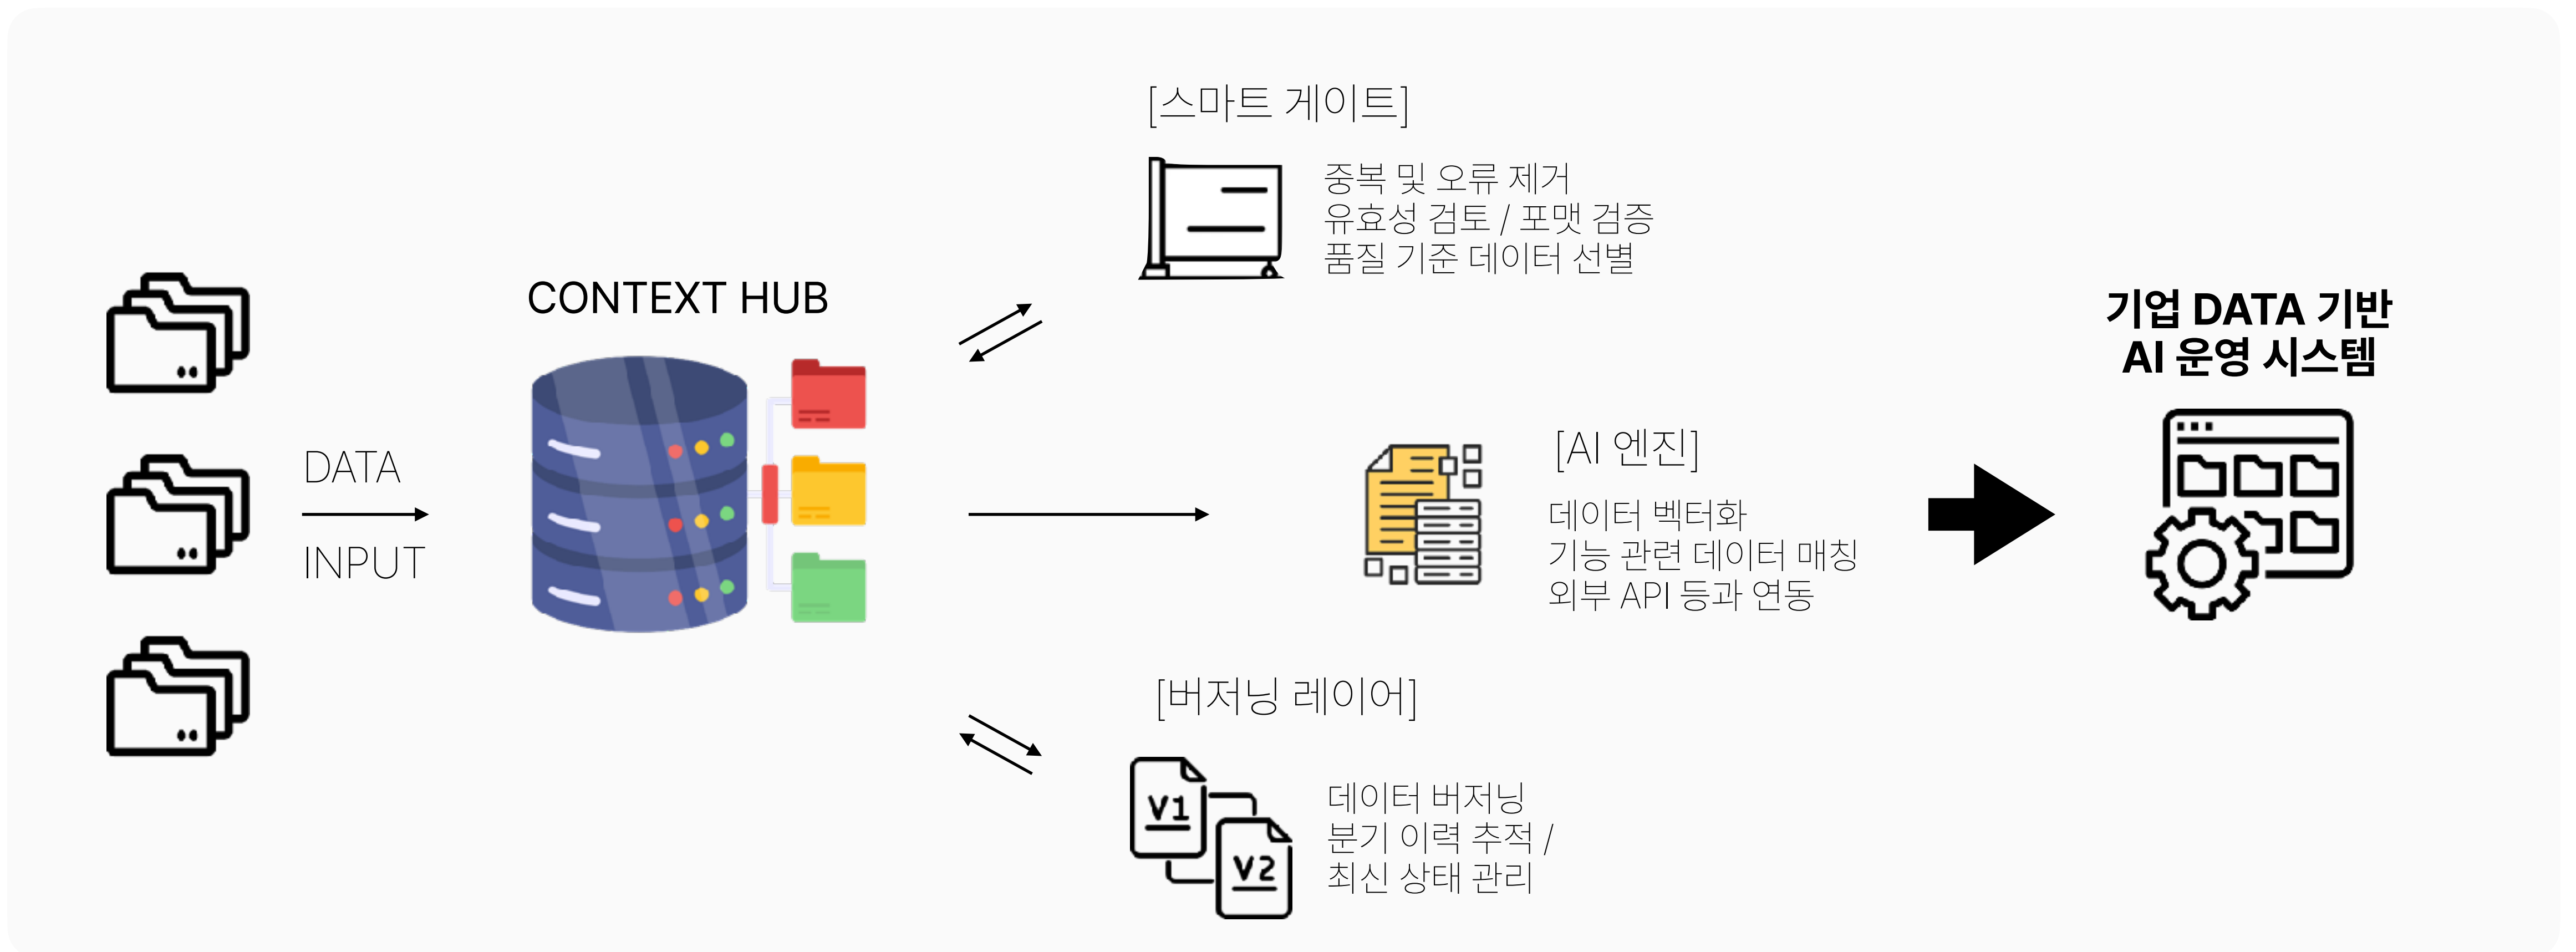 DATA
INPUT
CONTEXT HUB
[스마트 게이트]
중복 및 오류 제거
유효성 검토 / 포맷 검증
품질 기준 데이터 선별
[AI 엔진]
데이터 벡터화
기능 관련 데이터 매칭
외부 API 등과 연동
[버저닝 레이어]
V1
V2
데이터 버저닝
분기 이력 추적 /
최신 상태 관리
기업 DATA 기반
AI 운영 시스템